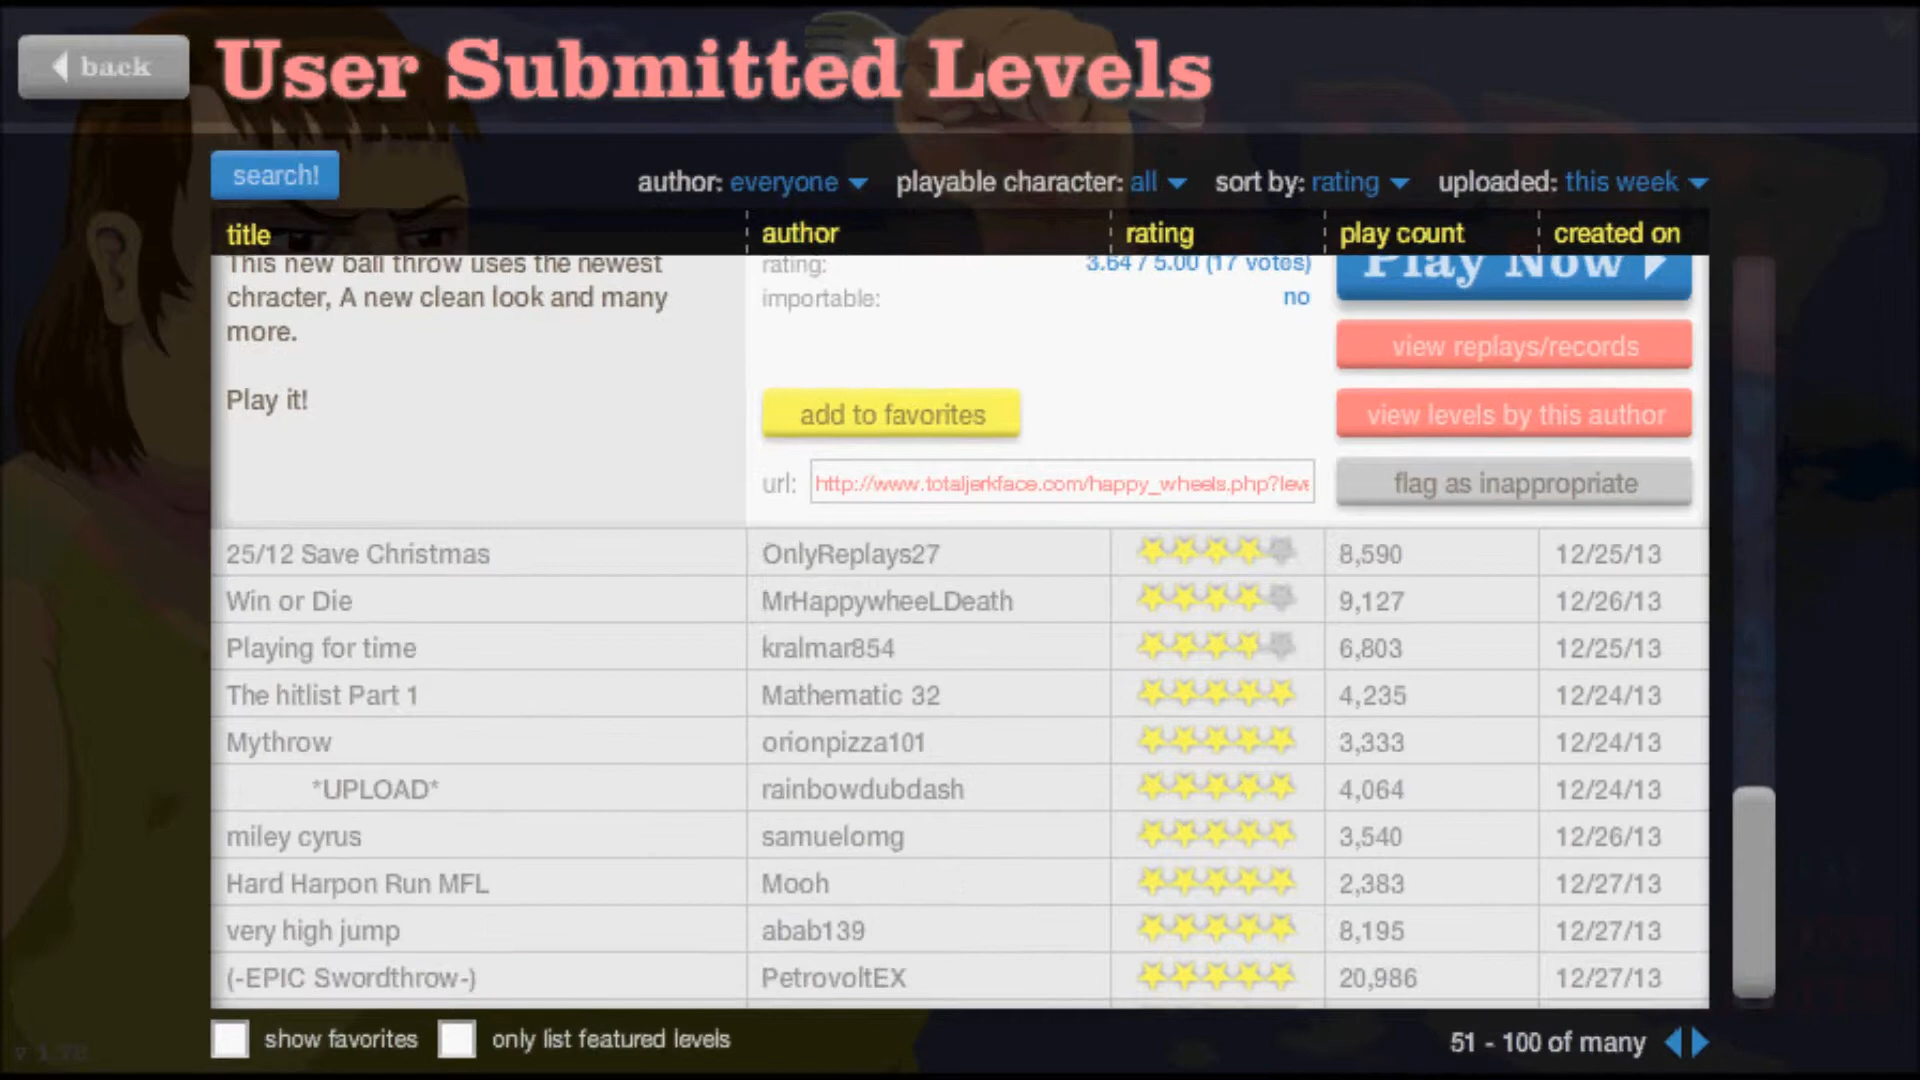 back
User Submitted Levels
search!
author: everyone
playable character: all
sort by: rating
uploaded: this week
title
author
rating
play count
created on
This new ball throw uses the newest
chracter, A new clean look and many
more.
Play it!
rating: 3.64 / 5.00 (17 votes)
importable: no
add to favorites
url: http://www.totaljerkface.com/happy_wheels.php?leve
Play Now
view replays/records
view levels by this author
flag as inappropriate
25/12 Save Christmas OnlyReplays27 8,590 12/25/13
Win or Die MrHappywheeLDeath 9,127 12/26/13
Playing for time kralmar854 6,803 12/25/13
The hitlist Part 1 Mathematic 32 4,235 12/24/13
Mythrow orionpizza101 3,333 12/24/13
*UPLOAD* rainbowdubdash 4,064 12/24/13
miley cyrus samuelomg 3,540 12/26/13
Hard Harpon Run MFL Mooh 2,383 12/27/13
very high jump abab139 8,195 12/27/13
(-EPIC Swordthrow-) PetrovoltEX 20,986 12/27/13
show favorites
only list featured levels
51 - 100 of many